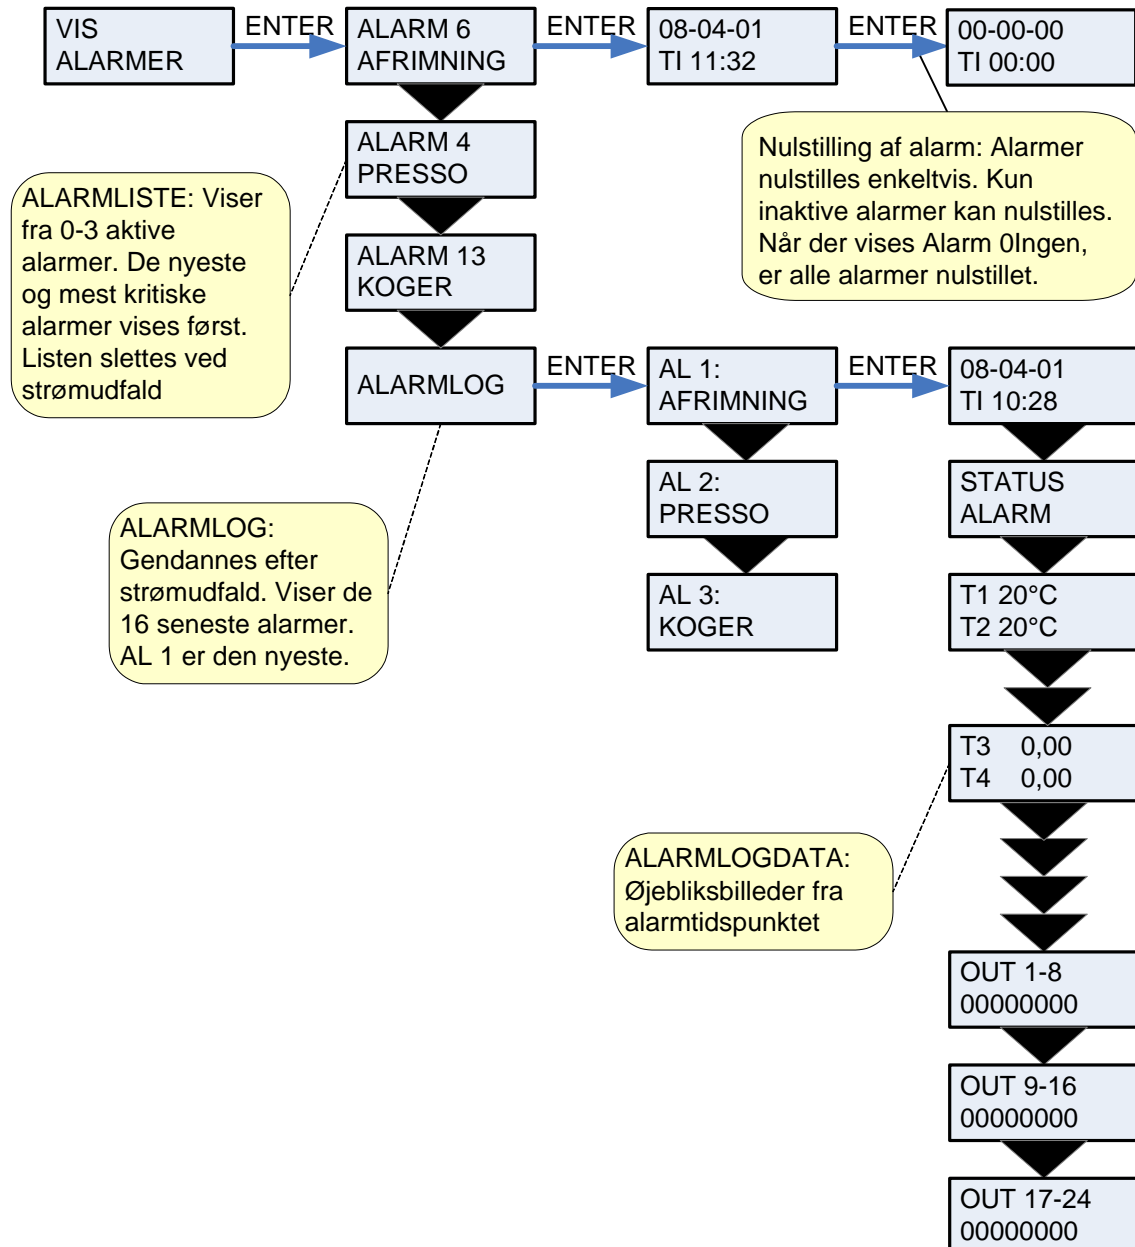 VIS
ALARMER
ENTER
ALARM 6
AFRIMNING
ENTER
08-04-01
TI 11:32
ENTER
00-00-00
TI 00:00
ALARM 4
PRESSO
Nulstilling af alarm: Alarmer
nulstilles enkeltvis. Kun
inaktive alarmer kan nulstilles.
Når der vises Alarm 0Ingen,
er alle alarmer nulstillet.
ALARMLISTE: Viser
fra 0-3 aktive
alarmer. De nyeste
og mest kritiske
alarmer vises først.
Listen slettes ved
strømudfald
ALARM 13
KOGER
ALARMLOG
ENTER
AL 1:
AFRIMNING
ENTER
08-04-01
TI 10:28
AL 2:
PRESSO
STATUS
ALARM
ALARMLOG:
Gendannes efter
strømudfald. Viser de
16 seneste alarmer.
AL 1 er den nyeste.
AL 3:
KOGER
T1 20°C
T2 20°C
T3 0,00
T4 0,00
ALARMLOGDATA:
Øjebliksbilleder fra
alarmtidspunktet
OUT 1-8
00000000
OUT 9-16
00000000
OUT 17-24
00000000